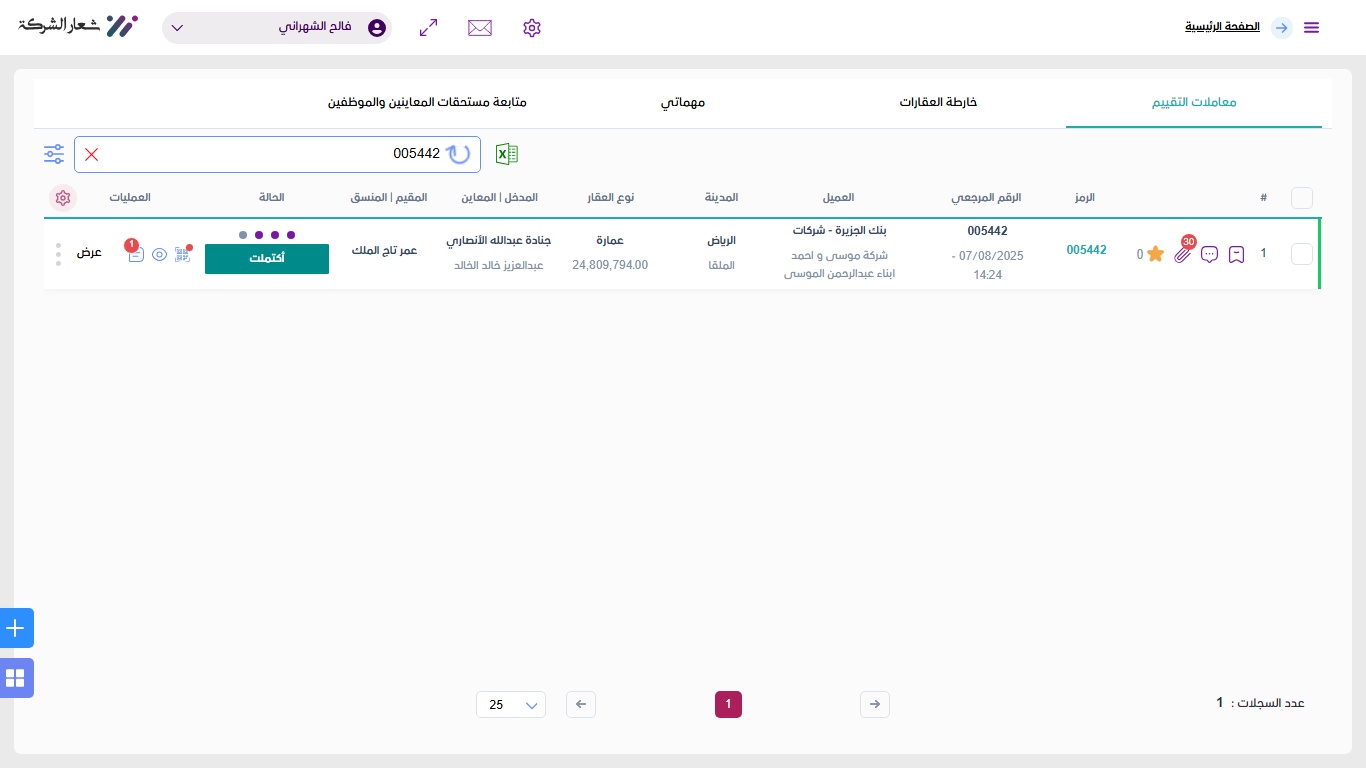 الصفحة الرئيسية
فالح الشهراني
شعار الشركة
معاملات التقييم
خارطة العقارات
مهماتي
متابعة مستحقات المعاينين والموظفين
005442
#
الرمز
الرقم المرجعي
العميل
المدينة
نوع العقار
المدخل | المعاين
المقيم | المنسق
الحالة
العمليات
1
30
0
005442
005442
07/08/2025 -
14:24
بنك الجزيرة - شركات
شركة موسى و احمد
ابناء عبدالرحمن الموسى
الرياض
الملقا
عمارة
24,809,794.00
جنادة عبدالله الأنصاري
عبدالعزيز خالد الخالد
عمر تاج الملك
أكتملت
1
عرض
عدد السجلات : 1
1
25